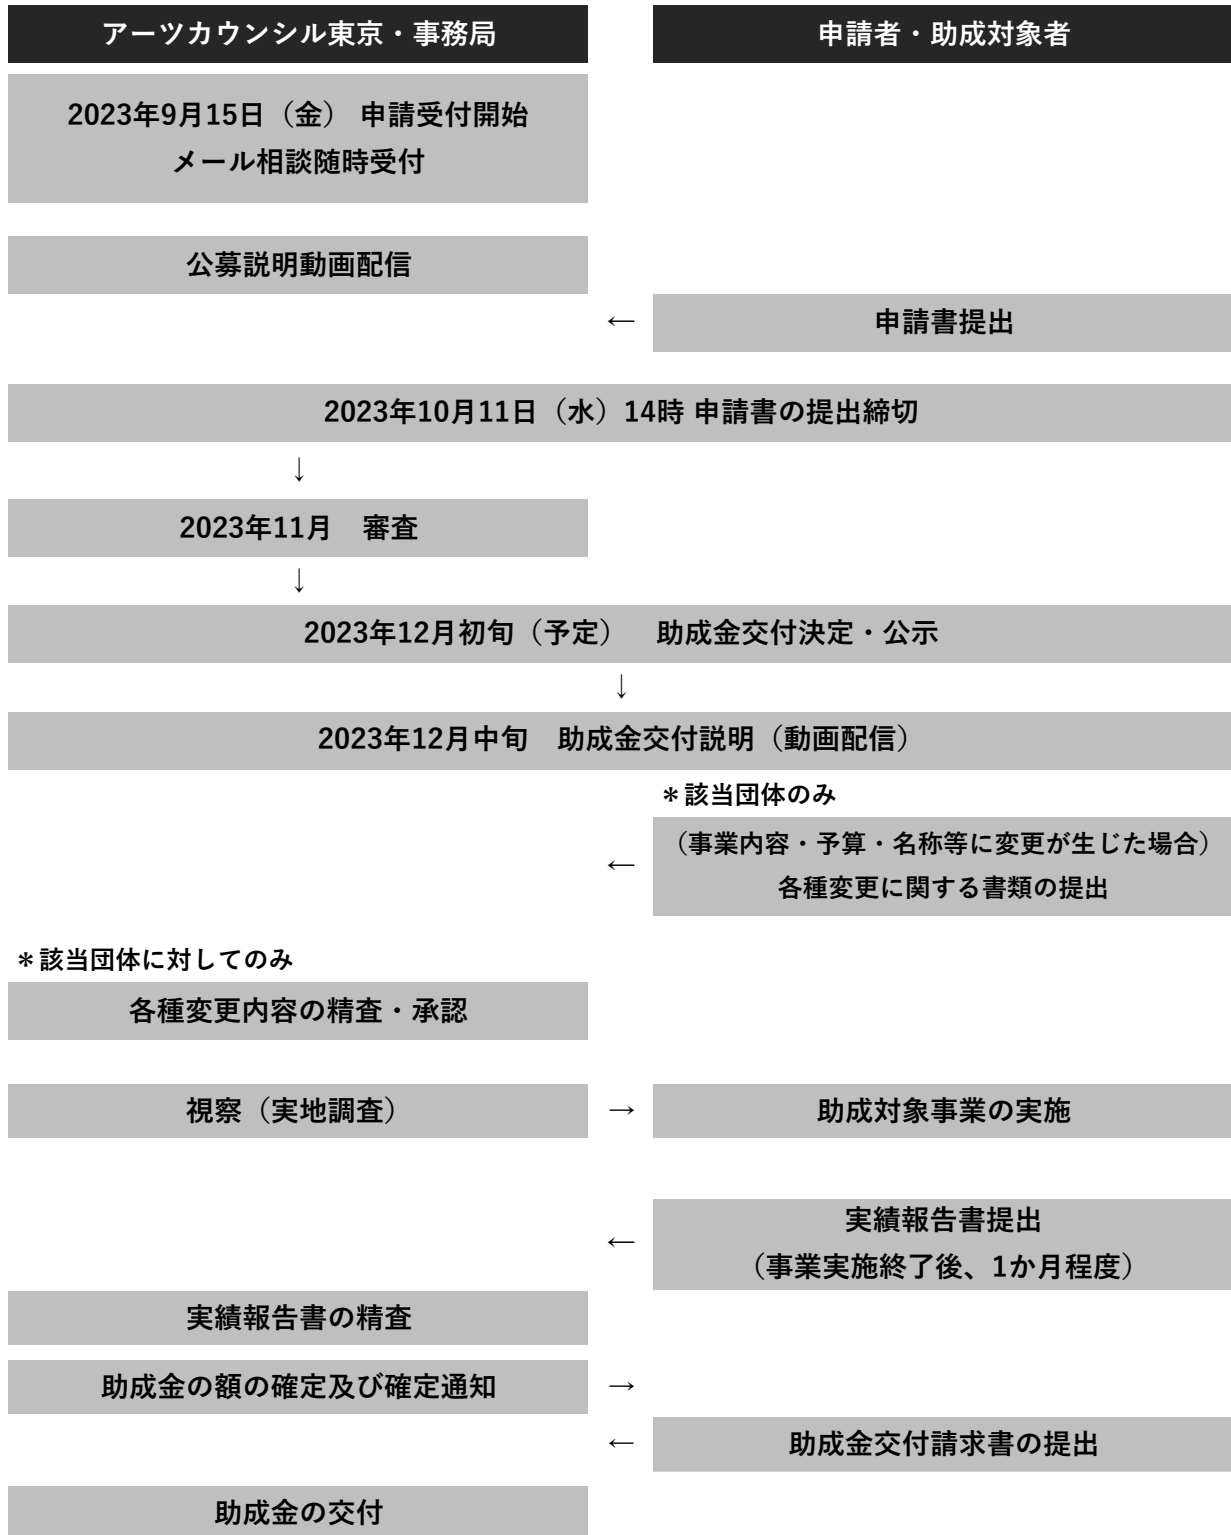 アーツカウンシル東京・事務局
申請者・助成対象者
2023年9月15日（金） 申請受付開始
メール相談随時受付
公募説明動画配信
← 申請書提出
2023年10月11日（水）14時 申請書の提出締切
↓
2023年11月　審査
↓
2023年12月初旬（予定）　助成金交付決定・公示
↓
2023年12月中旬　助成金交付説明（動画配信）
＊該当団体のみ
（事業内容・予算・名称等に変更が生じた場合）
←
各種変更に関する書類の提出
＊該当団体に対してのみ
各種変更内容の精査・承認
視察（実地調査） → 助成対象事業の実施
実績報告書提出
←
（事業実施終了後、1か月程度）
実績報告書の精査
助成金の額の確定及び確定通知 →
← 助成金交付請求書の提出
助成金の交付